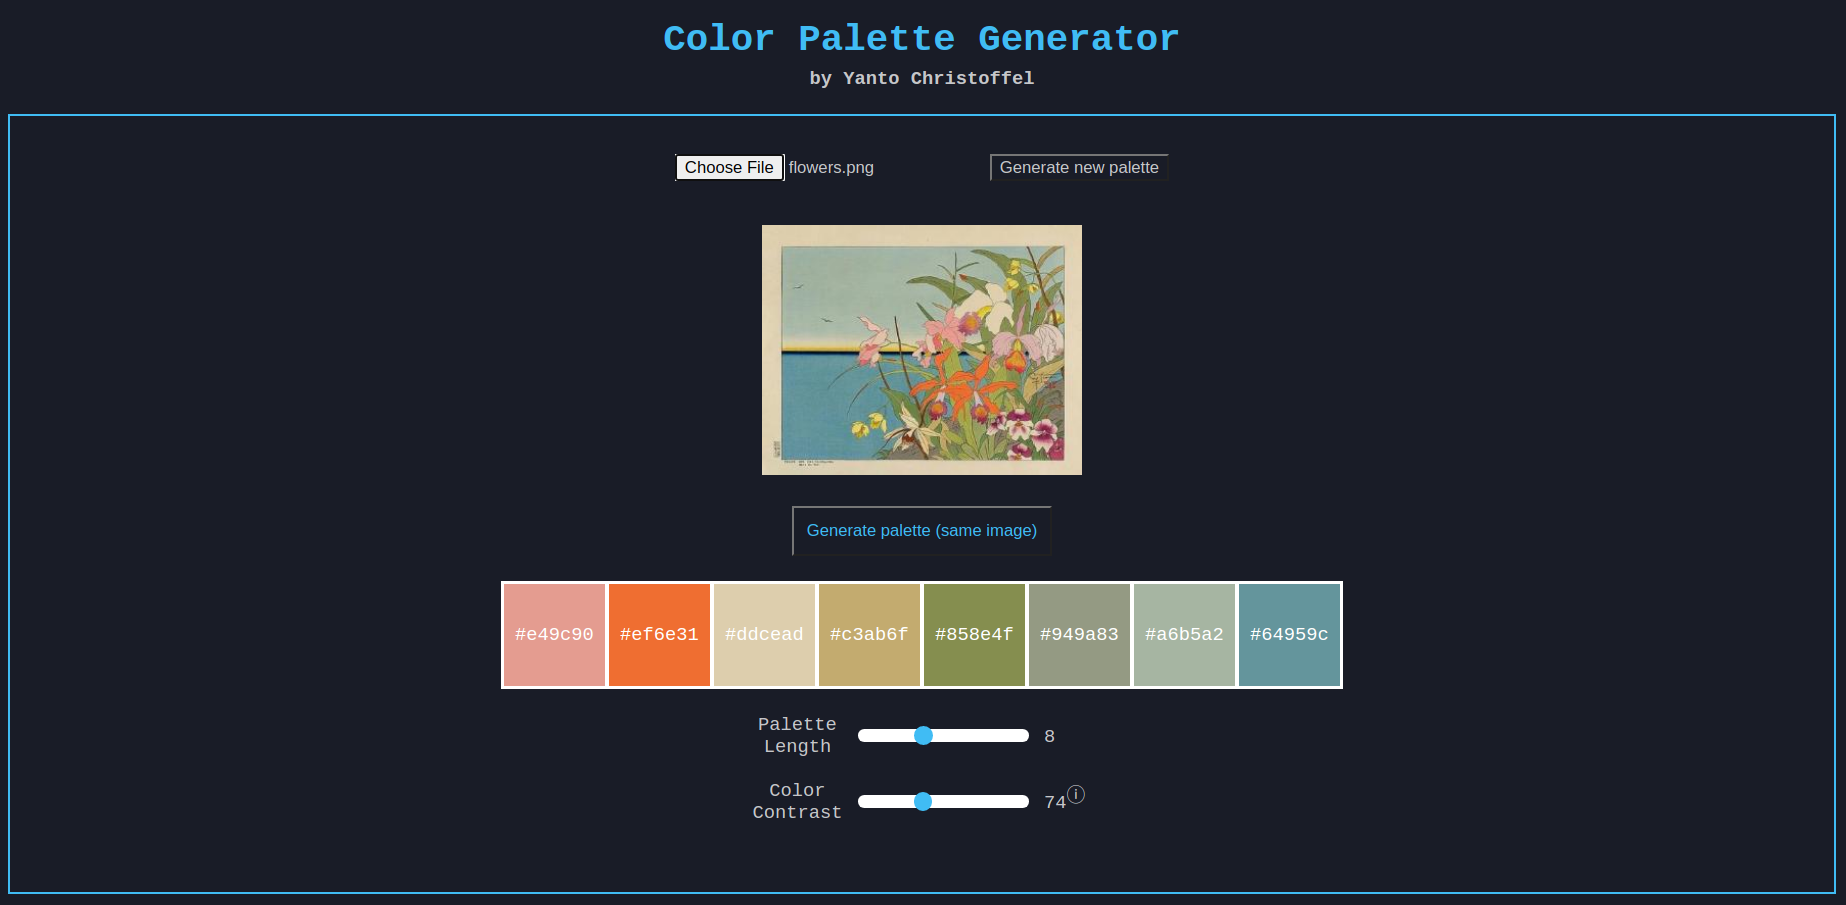 Color Palette Generator
by Yanto Christoffel
Choose File flowers.png
Generate new palette
Generate palette (same image)
#e49c90 #ef6e31 #ddcead #c3ab6f #858e4f #949a83 #a6b5a2 #64959c
Palette
Length
8
Color
Contrast
74 i